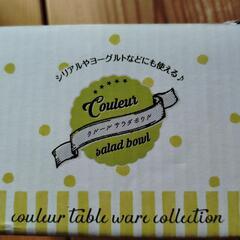 シリアルやヨーグルトなどにも使える♪
Couleur
クルール サラダボウル
salad bowl
couleur table ware collection